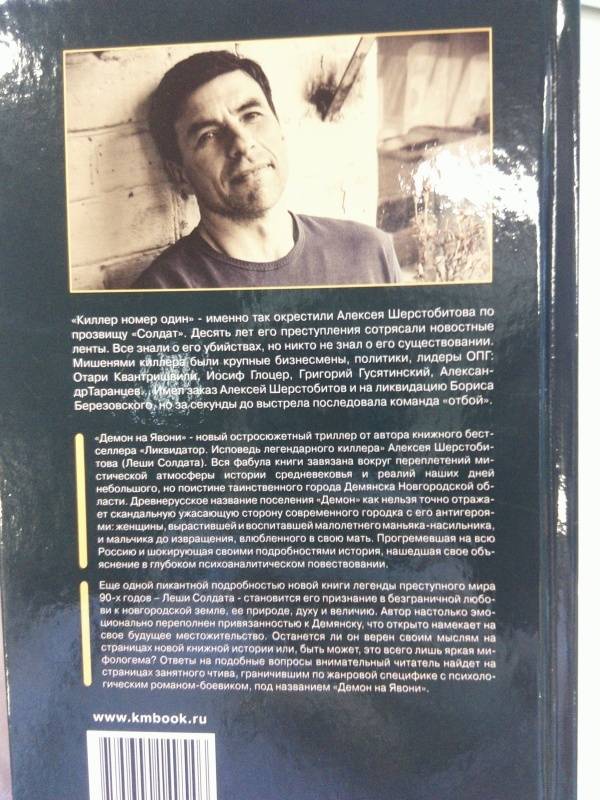 «Киллер номер один» - именно так окрестили Алексея Шерстобитова по
прозвищу «Солдат». Десять лет его преступления сотрясали новостные
ленты. Все знали о его убийствах, но никто не знал о его существовании.
Мишенями киллера были крупные бизнесмены, политики, лидеры ОПГ:
Отари Квантришвили, Иосиф Глоцер, Григорий Гусятинский, Алексан-
дрТаранцев... Имел заказ Алексей Шерстобитов и на ликвидацию Бориса
Березовского, но за секунды до выстрела последовала команда «отбой».
«Демон на Явони» - новый остросюжетный триллер от автора книжного бест-
селлера «Ликвидатор. Исповедь легендарного киллера» Алексея Шерстоби-
това (Леши Солдата). Вся фабула книги завязана вокруг переплетений ми-
стической атмосферы истории средневековья и реалий наших дней
небольшого, но поистине таинственного города Демянска Новгородской об-
ласти. Древнерусское название поселения «Демон» как нельзя точно отража-
ет скандальную ужасающую сторону современного городка с его антигероя-
ми: женщины, вырастившей и воспитавшей малолетнего маньяка-насильника,
и мальчика до извращения, влюбленного в свою мать. Прогремевшая на всю
Россию и шокирующая своими подробностями история, нашедшая свое объ-
яснение в глубоком психоаналитическом повествовании.
Еще одной пикантной подробностью новой книги легенды преступного мира
90-х годов – Леши Солдата - становится его признание в безграничной любо-
ви к новгородской земле, ее природе, духу и величию. Автор настолько эмо-
ционально переполнен привязанностью к Демянску, что открыто намекает на
свое будущее местожительство. Останется ли он верен своим мыслям на
страницах новой книжной истории или, быть может, это всего лишь яркая ми-
фологема? Ответы на подобные вопросы внимательный читатель найдет на
страницах занятного чтива, граничившим по жанровой специфике с психоло-
гическим романом-боевиком, под названием «Демон на Явони».
www.kmbook.ru